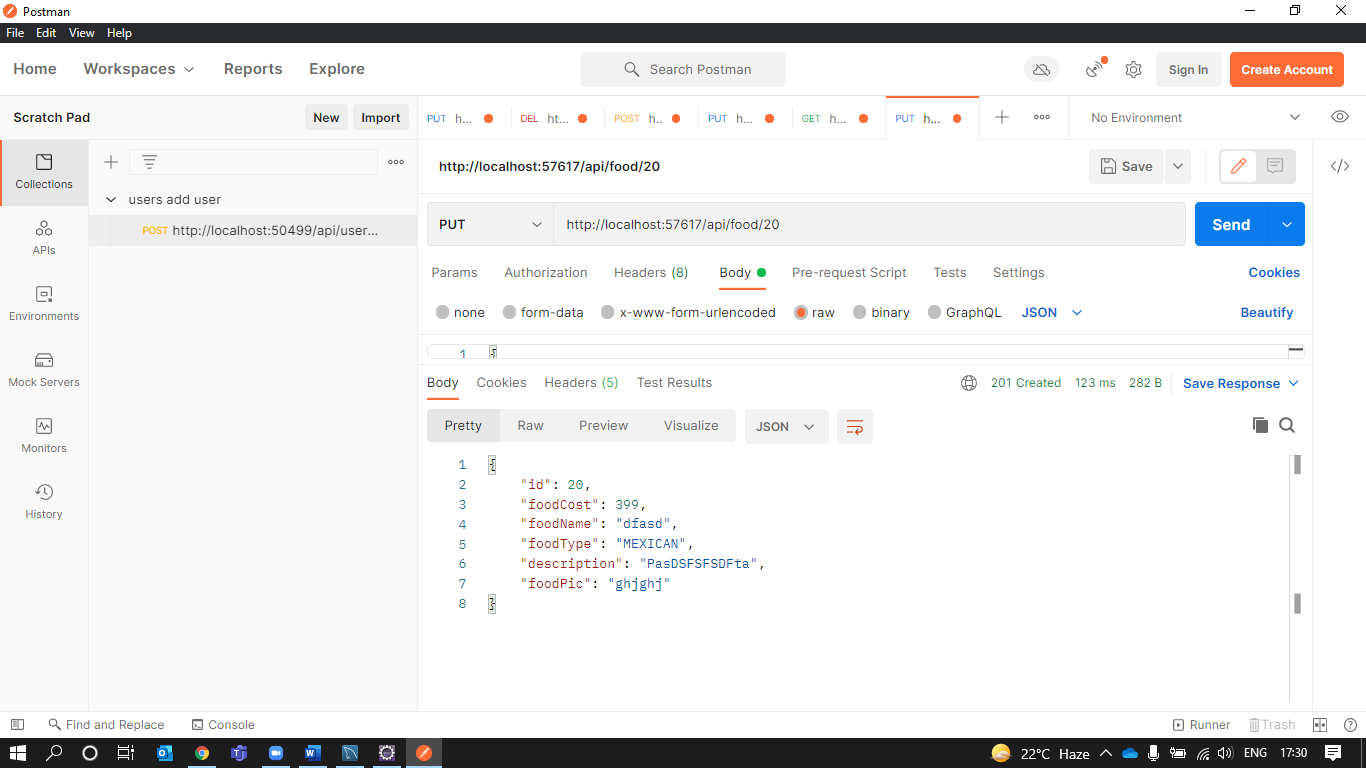 Postman
File Edit View Help
Home Workspaces Reports Explore Search Postman Sign In Create Account
Scratch Pad New Import PUT h... DEL ht... POST h.. PUT h... GET h... PUT h... No Environment
Collections
APIs
Environments
Mock Servers
Monitors
History
users add user
POST http://localhost:50499/api/user...
http://localhost:57617/api/food/20 Save
PUT http://localhost:57617/api/food/20 Send
Params Authorization Headers (8) Body Pre-request Script Tests Settings Cookies
none form-data x-www-form-urlencoded raw binary GraphQL JSON Beautify
1 {
Body Cookies Headers (5) Test Results 201 Created 123 ms 282 B Save Response
Pretty Raw Preview Visualize JSON
1 {
2 "id": 20,
3 "foodCost": 399,
4 "foodName": "dfasd",
5 "foodType": "MEXICAN",
6 "description": "PasDSFSFSDFta",
7 "foodPic": "ghjghj"
8 }
Find and Replace Console Runner Trash
22°C Haze ENG 17:30